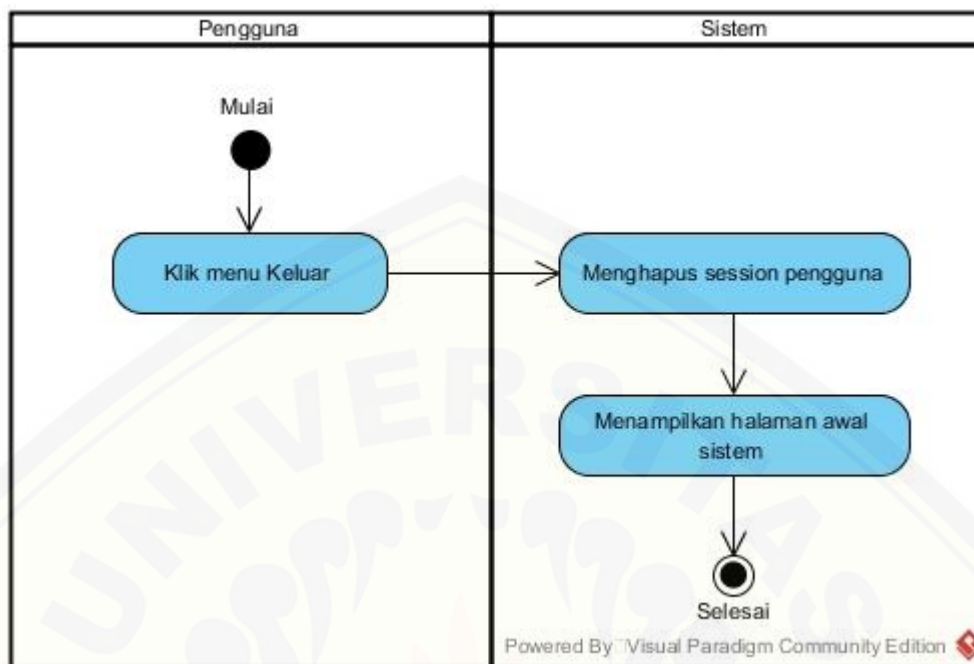 Pengguna
Sistem
Mulai
Klik menu Keluar
Menghapus session pengguna
Menampilkan halaman awal
sistem
Selesai
Powered By Visual Paradigm Community Edition
UNIVERSITAS